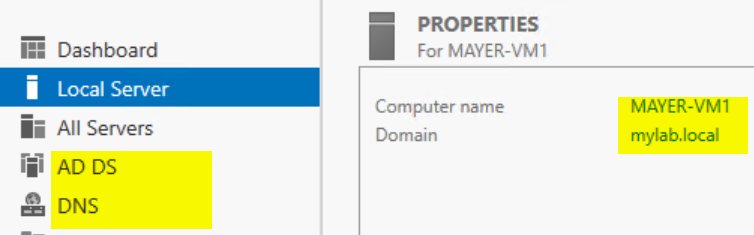 Dashboard
Local Server
All Servers
AD DS
DNS
PROPERTIES
For MAYER-VM1
Computer name MAYER-VM1
Domain mylab.local